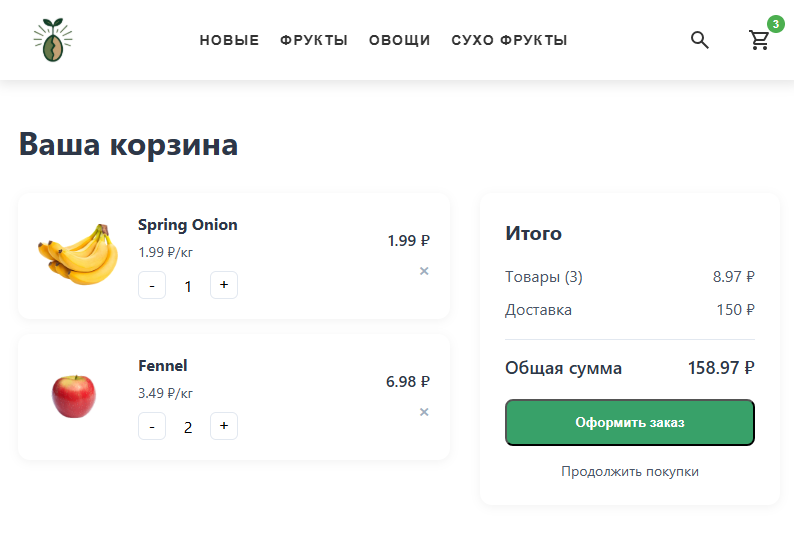 НОВЫЕ ФРУКТЫ ОВОЩИ СУХО ФРУКТЫ 3
Ваша корзина
Spring Onion
1.99 ₽/кг
- 1 +
1.99 ₽
×
Fennel
3.49 ₽/кг
- 2 +
6.98 ₽
×
Итого
Товары (3) 8.97 ₽
Доставка 150 ₽
Общая сумма 158.97 ₽
Оформить заказ
Продолжить покупки